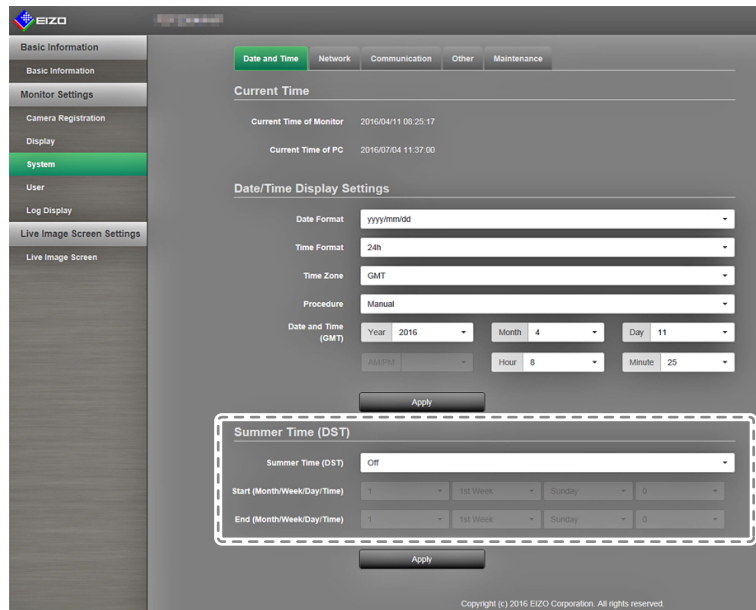 EIZO
Basic Information
Basic Information
Monitor Settings
Camera Registration
Display
System
User
Log Display
Live Image Screen Settings
Live Image Screen
Date and Time Network Communication Other Maintenance
Current Time
Current Time of Monitor 2016/04/11 08:25:17
Current Time of PC 2016/07/04 11:37:00
Date/Time Display Settings
Date Format yyyy/mm/dd
Time Format 24h
Time Zone GMT
Procedure Manual
Date and Time
(GMT) Year 2016 Month 4 Day 11
AM/PM Hour 8 Minute 25
Apply
Summer Time (DST)
Summer Time (DST) Off
Start (Month/Week/Day/Time) 1 1st Week Sunday 0
End (Month/Week/Day/Time) 1 1st Week Sunday 0
Apply
Copyright (c) 2016 EIZO Corporation. All rights reserved.